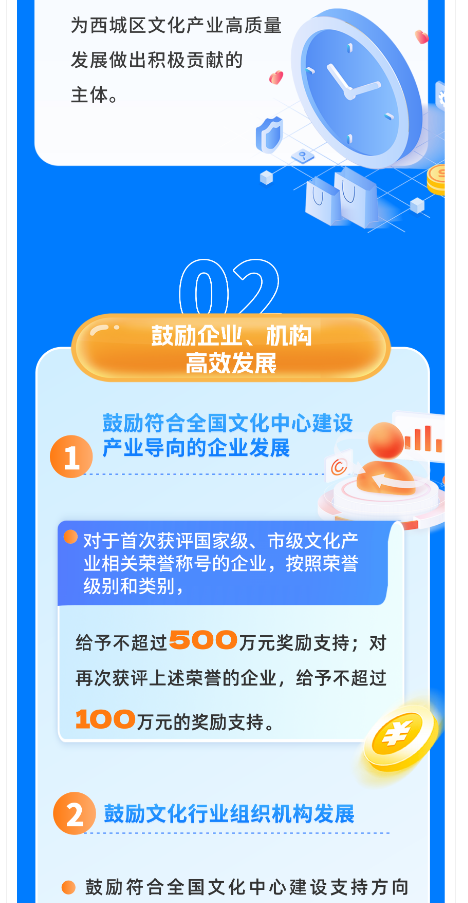 为西城区文化产业高质量
发展做出积极贡献的
主体。
02
鼓励企业、机构
高效发展
1
鼓励符合全国文化中心建设
产业导向的企业发展
对于首次获评国家级、市级文化产
业相关荣誉称号的企业，按照荣誉
级别和类别，
给予不超过500万元奖励支持；对
再次获评上述荣誉的企业，给予不超过
100万元的奖励支持。
¥
2
鼓励文化行业组织机构发展
鼓励符合全国文化中心建设支持方向